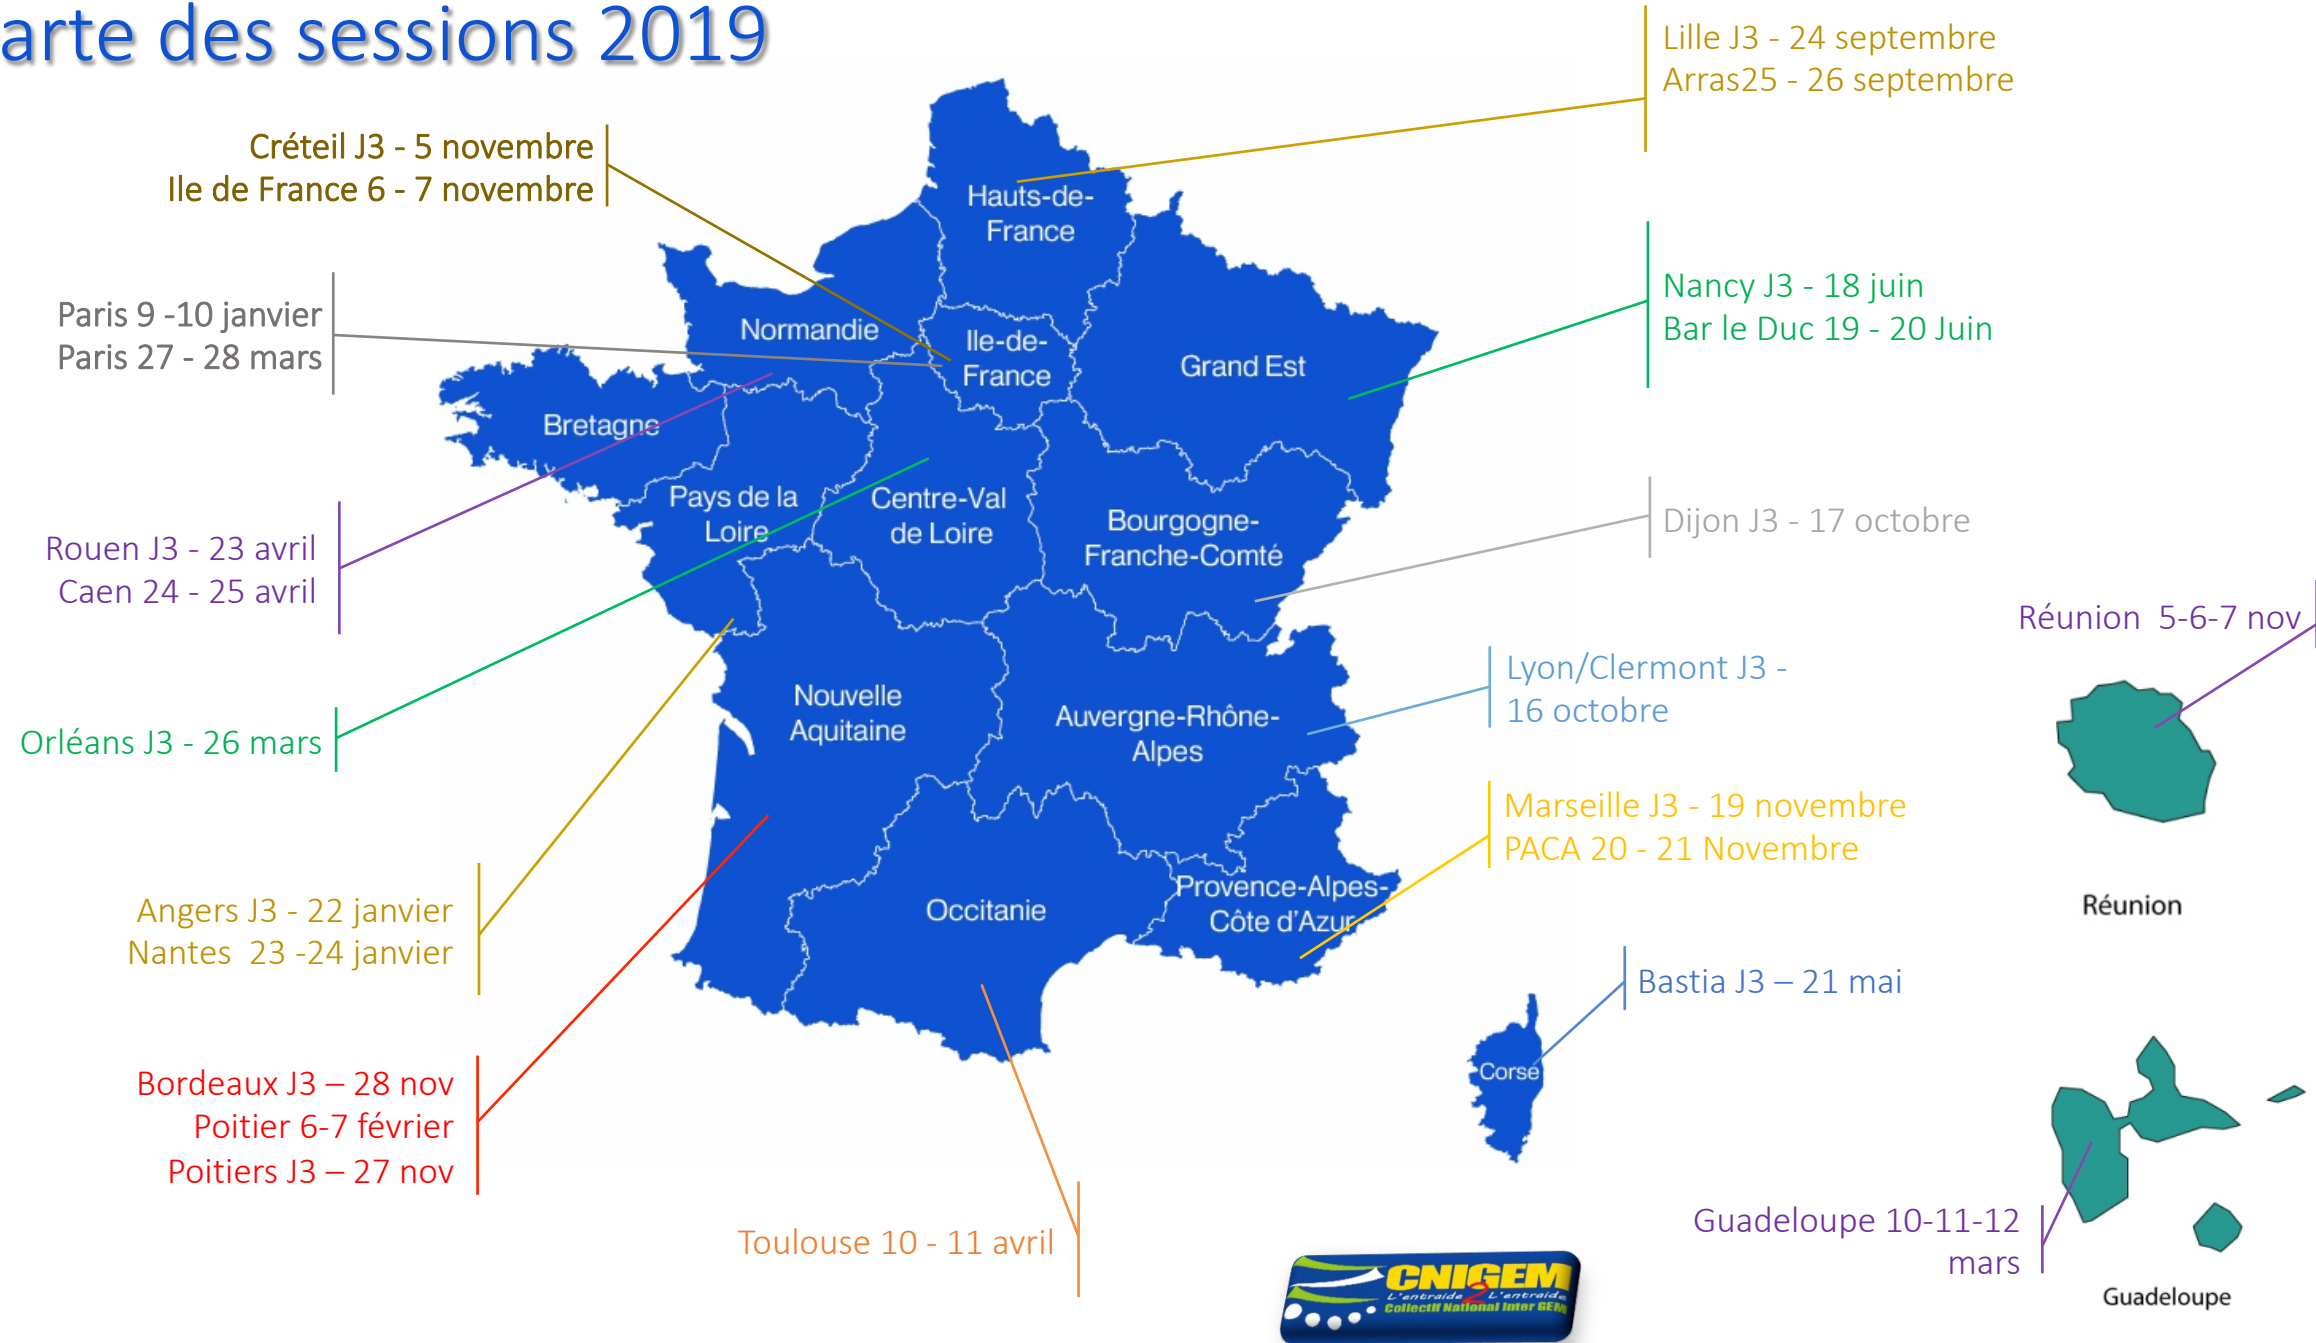 arte des sessions 2019
Lille J3 - 24 septembre
Arras25 - 26 septembre
Créteil J3 - 5 novembre
Ile de France 6 - 7 novembre
Hauts-de-
France
Nancy J3 - 18 juin
Bar le Duc 19 - 20 Juin
Paris 9 -10 janvier
Paris 27 - 28 mars
Normandie
Ile-de-
France
Grand Est
Bretagne
Pays de la
Loire
Centre-Val
de Loire
Bourgogne-
Franche-Comté
Dijon J3 - 17 octobre
Rouen J3 - 23 avril
Caen 24 - 25 avril
Réunion  5-6-7 nov
Lyon/Clermont J3 -
16 octobre
Orléans J3 - 26 mars
Nouvelle
Aquitaine
Auvergne-Rhône-
Alpes
Marseille J3 - 19 novembre
PACA 20 - 21 Novembre
Angers J3 - 22 janvier
Nantes  23 -24 janvier
Occitanie
Provence-Alpes-
Côte d'Azur
Réunion
Bastia J3 – 21 mai
Corse
Bordeaux J3 – 28 nov
Poitier 6-7 février
Poitiers J3 – 27 nov
Toulouse 10 - 11 avril
Guadeloupe 10-11-12
mars
Guadeloupe
CNIGEM
L'entraide 2 L'entraide
Collectif National Inter GEM